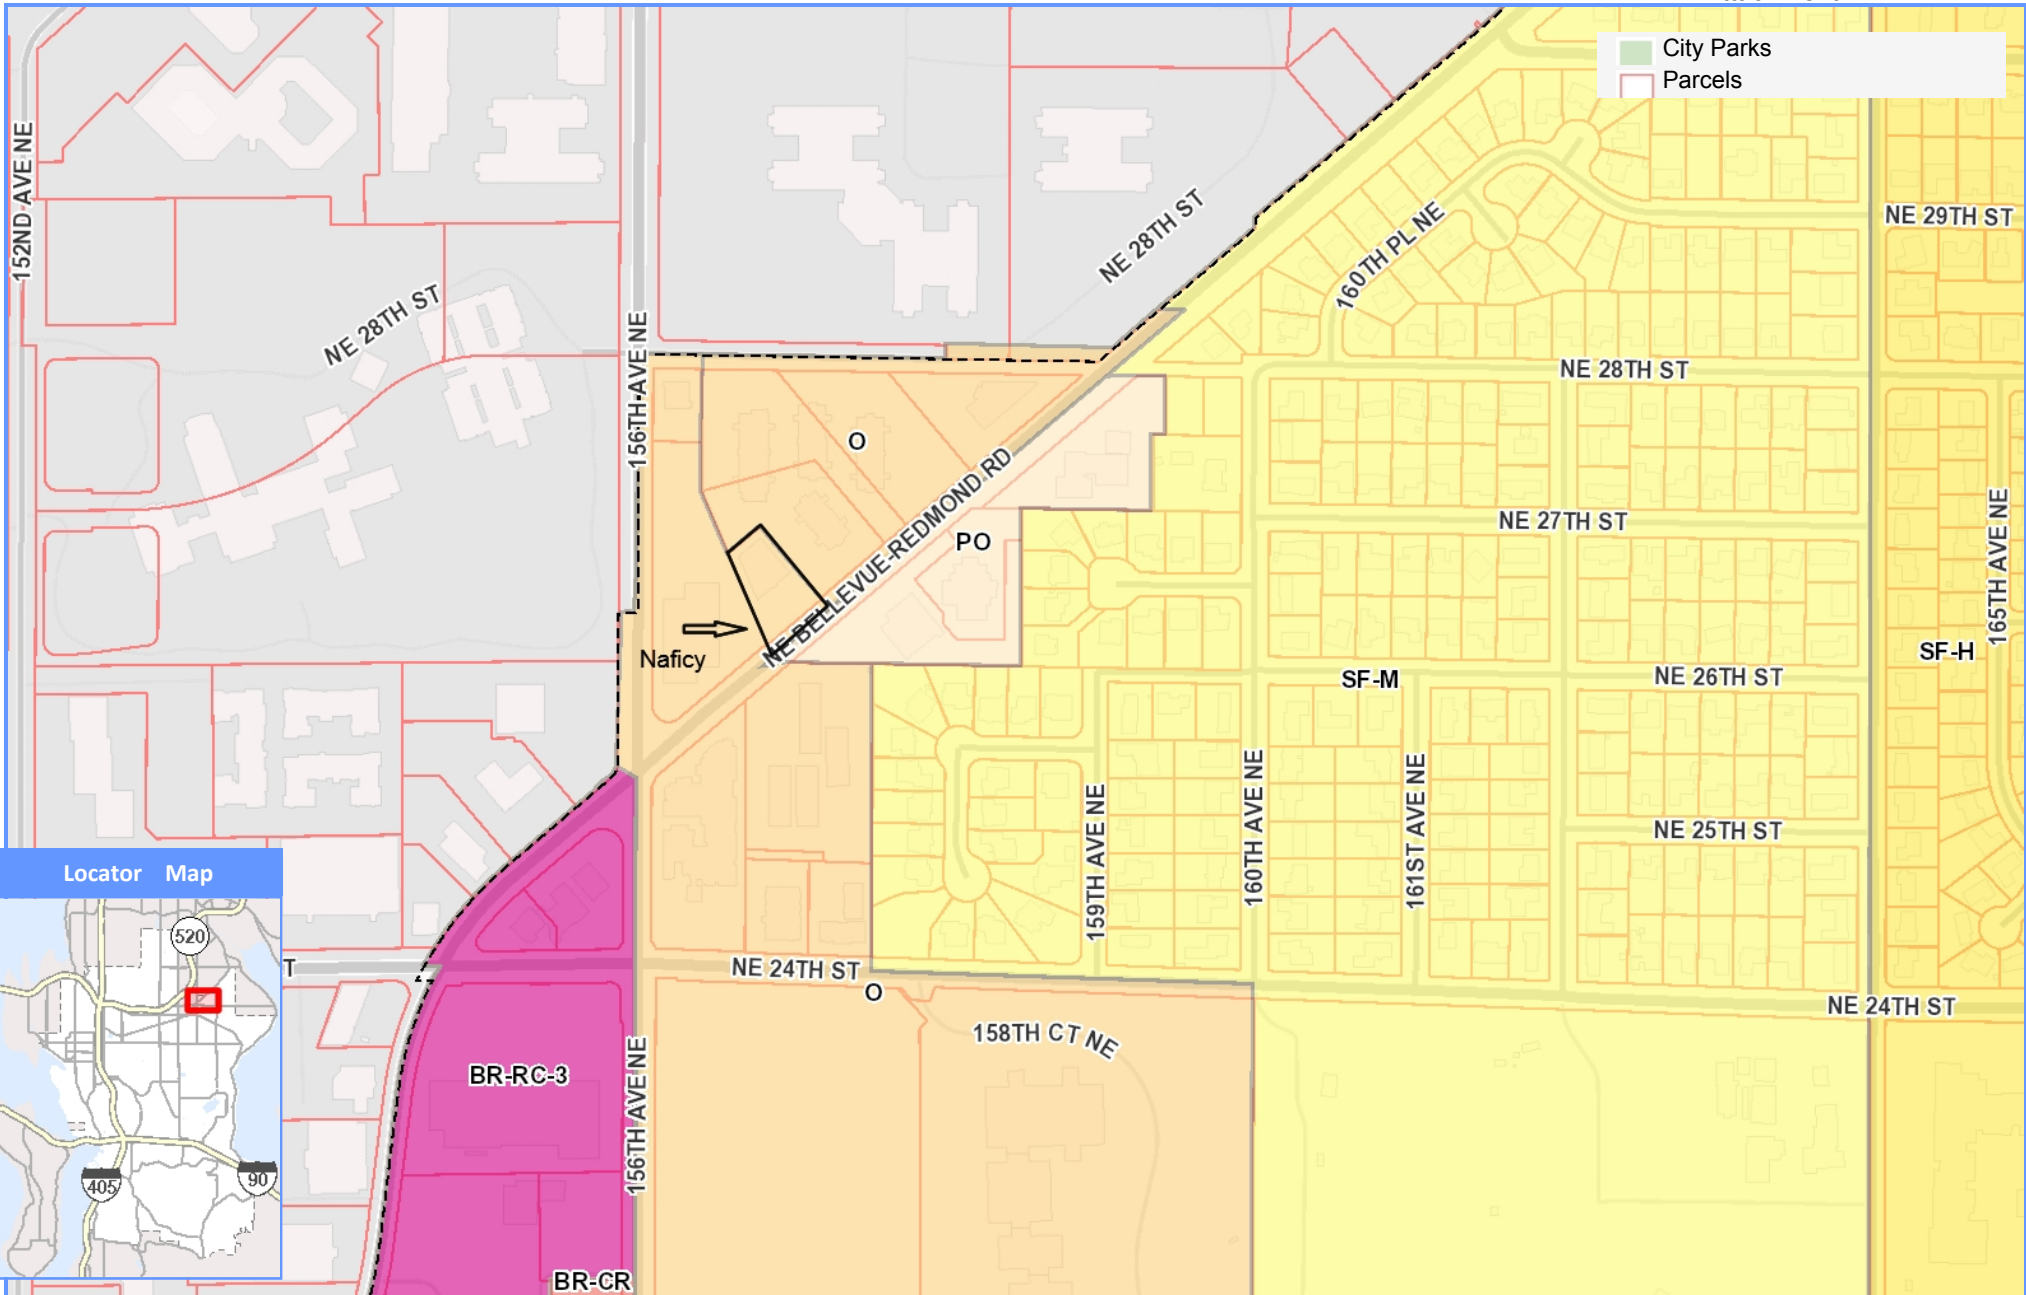 City Parks
Parcels
152ND AVE NE
NE 28TH ST
NE 28TH ST
160TH PL NE
NE 29TH ST
156TH AVE NE
NE 28TH ST
O
NE BELLEVUE-REDMOND RD
NE 27TH ST
PO
165TH AVE NE
Naficy
SF-M
NE 26TH ST
SF-H
159TH AVE NE
160TH AVE NE
161ST AVE NE
NE 25TH ST
Locator Map
520
405
90
T
NE 24TH ST
O
NE 24TH ST
158TH CT NE
BR-RC-3
156TH AVE NE
BR-CR